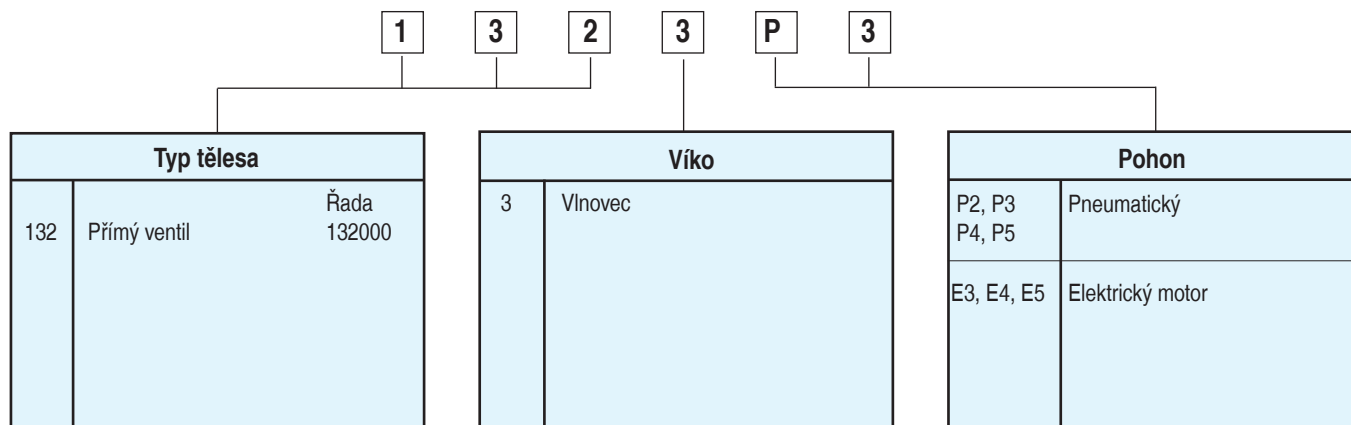 1 3 2 3 P 3
Typ tělesa
Řada
132 Přímý ventil 132000
Víko
3 Vlnovec
Pohon
P2, P3 Pneumatický
P4, P5
E3, E4, E5 Elektrický motor